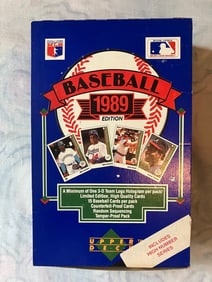 BASEBALL
1989
EDITION
A Minimum of One 3-D Team Logo Hologram per pack!
Limited Edition, High Quality Cards
15 Baseball Cards per pack
Counterfeit-Proof Cards
Random Sequencing
Tamper-Proof Pack
UPPER
DECK
INCLUDES
HIGH NUMBER
SERIES